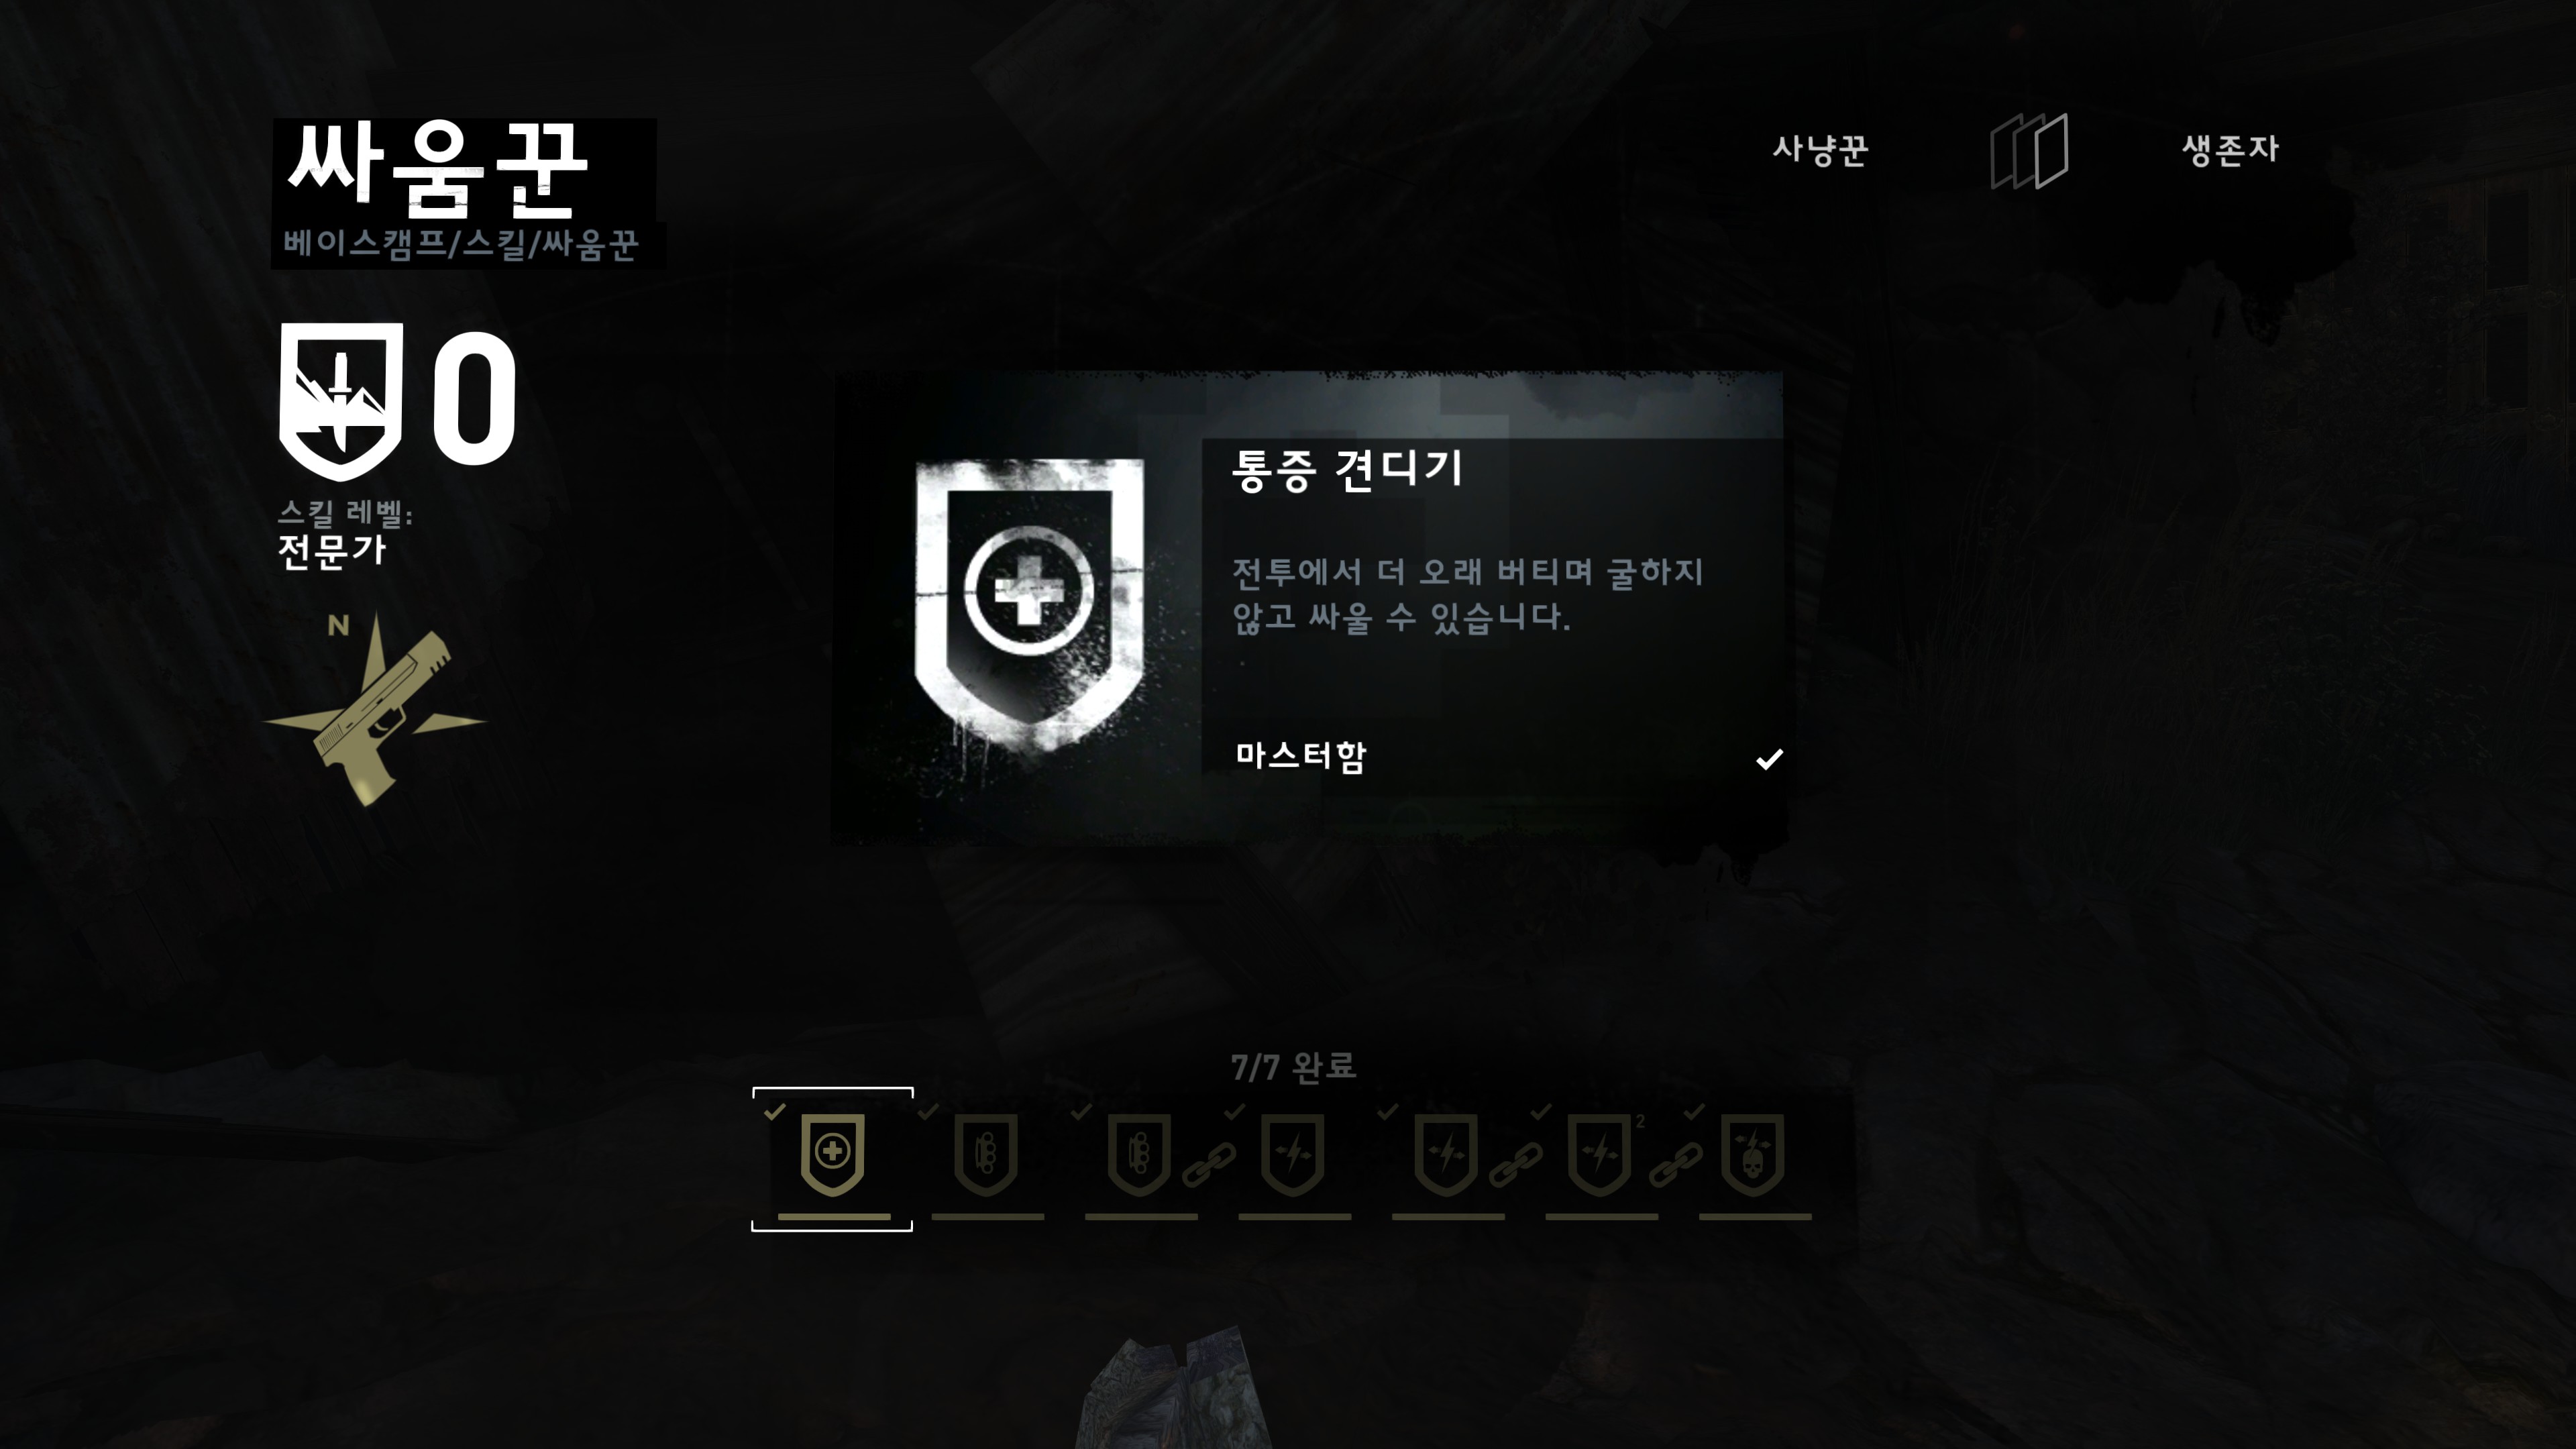 싸움꾼
베이스캠프/스킬/싸움꾼
사냥꾼
생존자
0
스킬 레벨:
전문가
N
통증 견디기
전투에서 더 오래 버티며 굴하지
않고 싸울 수 있습니다.
마스터함
7/7 완료
2